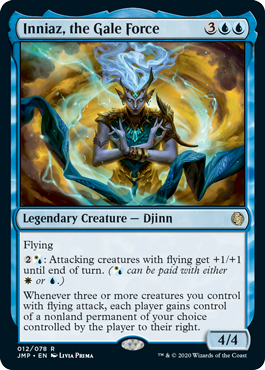 Inniaz, the Gale Force 3
Legendary Creature — Djinn
Flying
2 : Attacking creatures with flying get +1/+1
until end of turn. ( can be paid with either
or .)
Whenever three or more creatures you control
with flying attack, each player gains control
of a nonland permanent of your choice
controlled by the player to their right.
4/4
012/078 R
JMP • EN Livia Prima ™ & © 2020 Wizards of the Coast